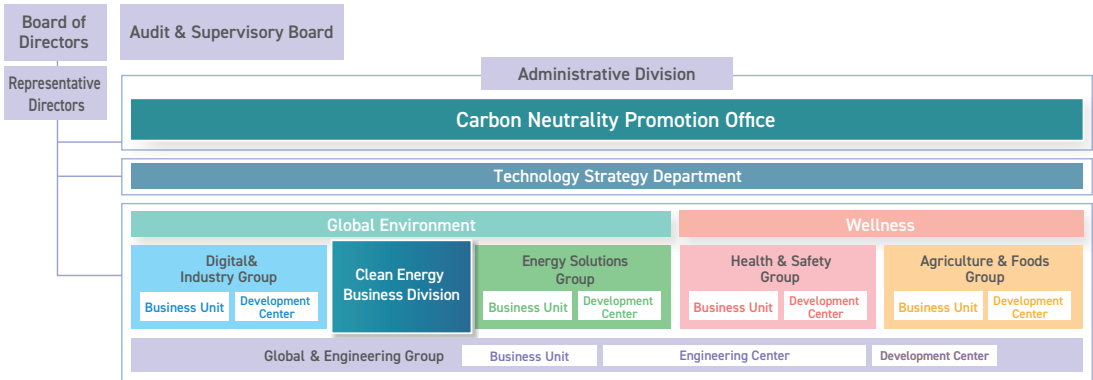 Board of
Directors
Audit & Supervisory Board
Representative
Directors
Administrative Division
Carbon Neutrality Promotion Office
Technology Strategy Department
Global Environment
Wellness
Digital&
Industry Group
Business Unit
Development
Center
Clean Energy
Business Division
Energy Solutions
Group
Business Unit
Development
Center
Health & Safety
Group
Business Unit
Development
Center
Agriculture & Foods
Group
Business Unit
Development
Center
Global & Engineering Group
Business Unit
Engineering Center
Development Center